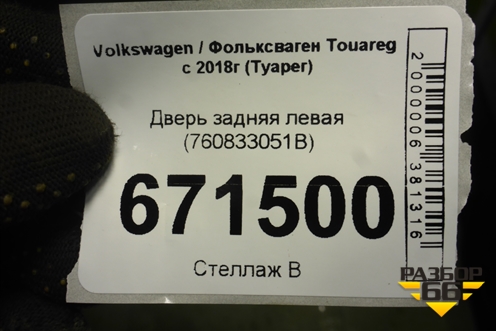 Volkswagen / Фольксваген Touareg
с 2018г (Туарег)
Дверь задняя левая
(760833051B)
671500
Стеллаж В
2000006381316
РАЗБОР
66